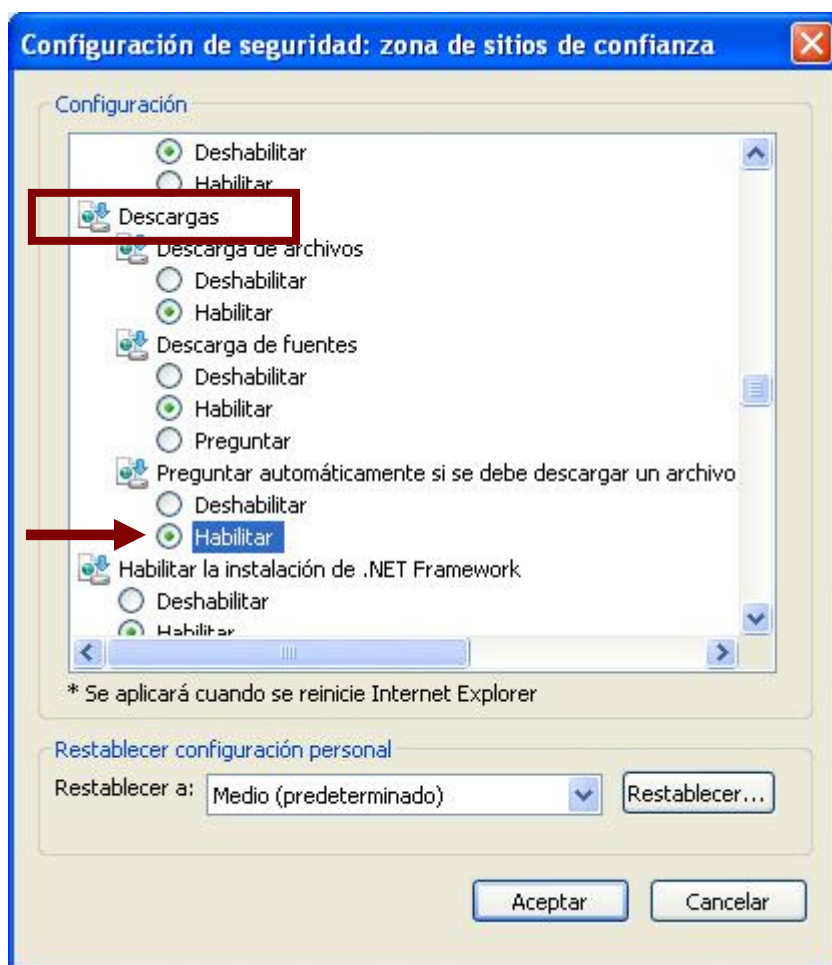 Configuración de seguridad: zona de sitios de confianza
Configuración
Deshabilitar
Habilitar
Descargas
Descarga de archivos
Deshabilitar
Habilitar
Descarga de fuentes
Deshabilitar
Habilitar
Preguntar
Preguntar automáticamente si se debe descargar un archivo
Deshabilitar
Habilitar
Habilitar la instalación de .NET Framework
Deshabilitar
Habilitar
* Se aplicará cuando se reinicie Internet Explorer
Restablecer configuración personal
Restablecer a: Medio (predeterminado) Restablecer...
Aceptar Cancelar